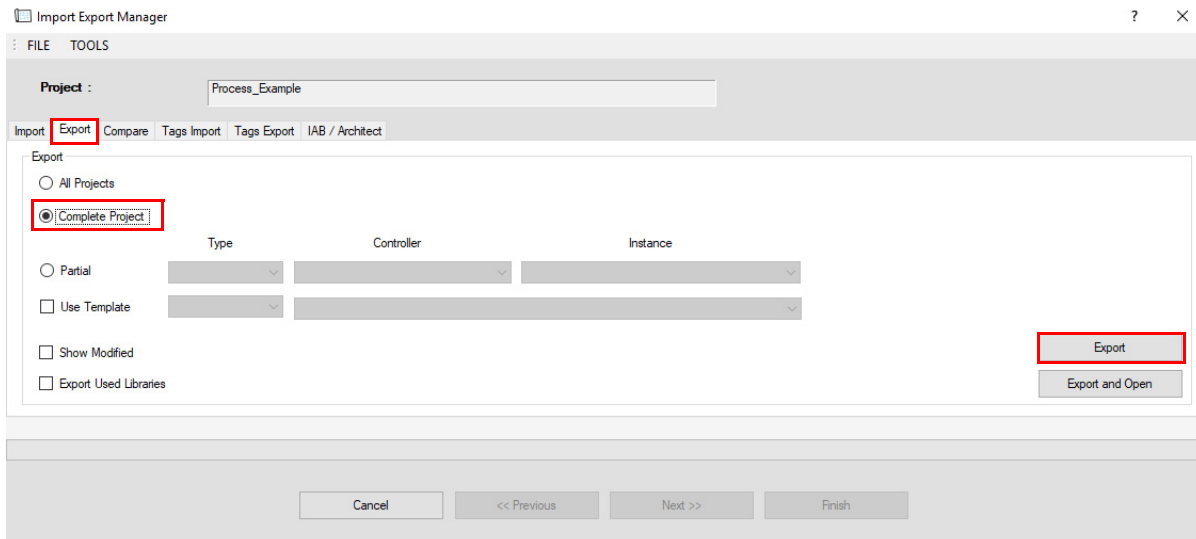 Import Export Manager
?
FILE TOOLS
Project : Process_Example
Import Export Compare Tags Import Tags Export IAB / Architect
Export
All Projects
Complete Project
Type Controller Instance
Partial
Use Template
Show Modified
Export
Export Used Libraries
Export and Open
Cancel << Previous Next >> Finish